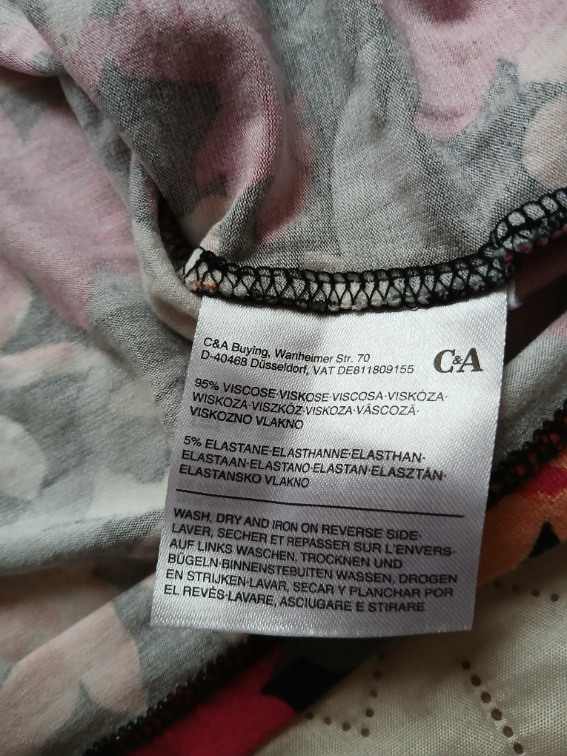 C&A Buying, Wanheimer Str. 70
D-40468 Düsseldorf, VAT DE811809155
C&A
95% VISCOSE·VISKOSE·VISCOSA·VISKÓZA·
WISKOZA·VISZKÓZ·VISKOZA·VÂSCOZĂ·
VISKOZNO VLAKNO
5% ELASTANE·ELASTHANNE·ELASTHAN·
ELASTAAN·ELASTANO·ELASTAN·ELASZTÁN·
ELASTANSKO VLAKNO
WASH, DRY AND IRON ON REVERSE SIDE·
LAVER, SECHER ET REPASSER SUR L'ENVERS·
AUF LINKS WASCHEN, TROCKNEN UND
BÜGELN·BINNENSTEBUITEN WASSEN, DROGEN
EN STRIJKEN·LAVAR, SECAR Y PLANCHAR POR
EL REVÉS·LAVARE, ASCIUGARE E STIRARE